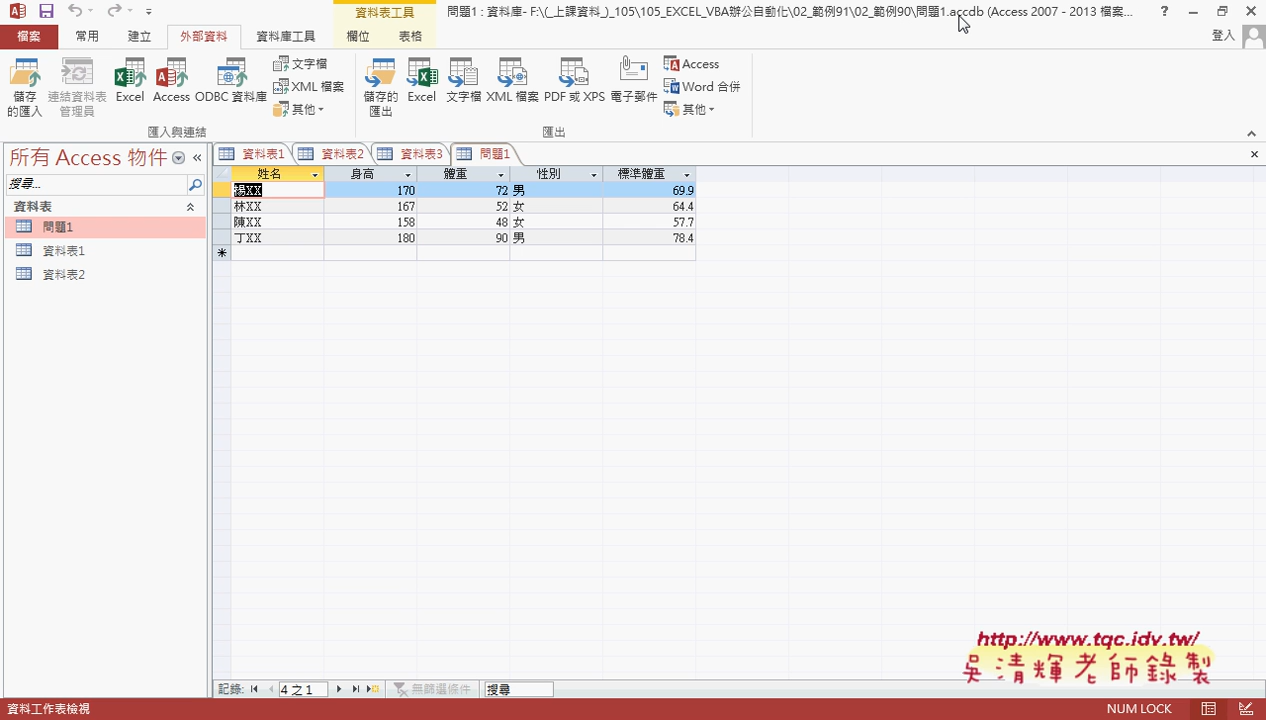 資料表工具
問題1 : 資料庫- F:\(_上課資料_)_105\105_EXCEL_VBA辦公自動化\02_範例91\02_範例90\問題1.accdb (Access 2007 - 2013 檔案...
?
檔案 常用 建立 外部資料 資料庫工具 欄位 表格 登入
儲存的匯入 連結資料表管理員 Excel Access ODBC 資料庫 文字檔 XML 檔案 其他
匯入與連結
儲存的匯出 Excel 文字檔 XML 檔案 PDF 或 XPS 電子郵件 Access Word 合併 其他
匯出
所有 Access 物件
搜尋...
資料表
問題1
資料表1
資料表2
資料表1 資料表2 資料表3 問題1
姓名 身高 體重 性別 標準體重
XX 170 72 男 69.9
林XX 167 52 女 64.4
陳XX 158 48 女 57.7
丁XX 180 90 男 78.4
記錄: 4 之 1 無篩選條件 搜尋
http://www.tqc.idv.tw/
吳清輝老師錄製
資料工作表檢視 NUM LOCK